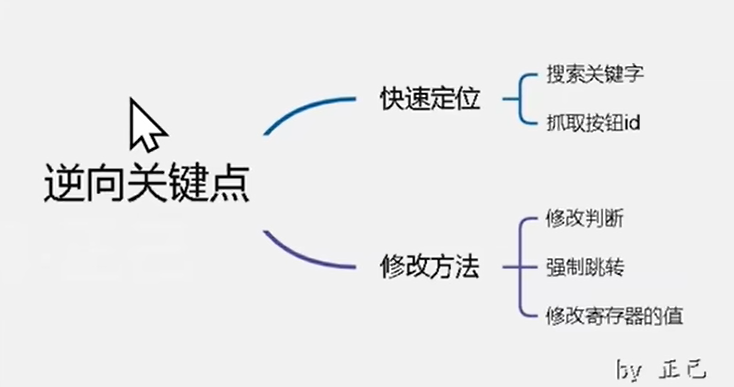 逆向关键点
快速定位
搜索关键字
抓取按钮id
修改方法
修改判断
强制跳转
修改寄存器的值
by 正己